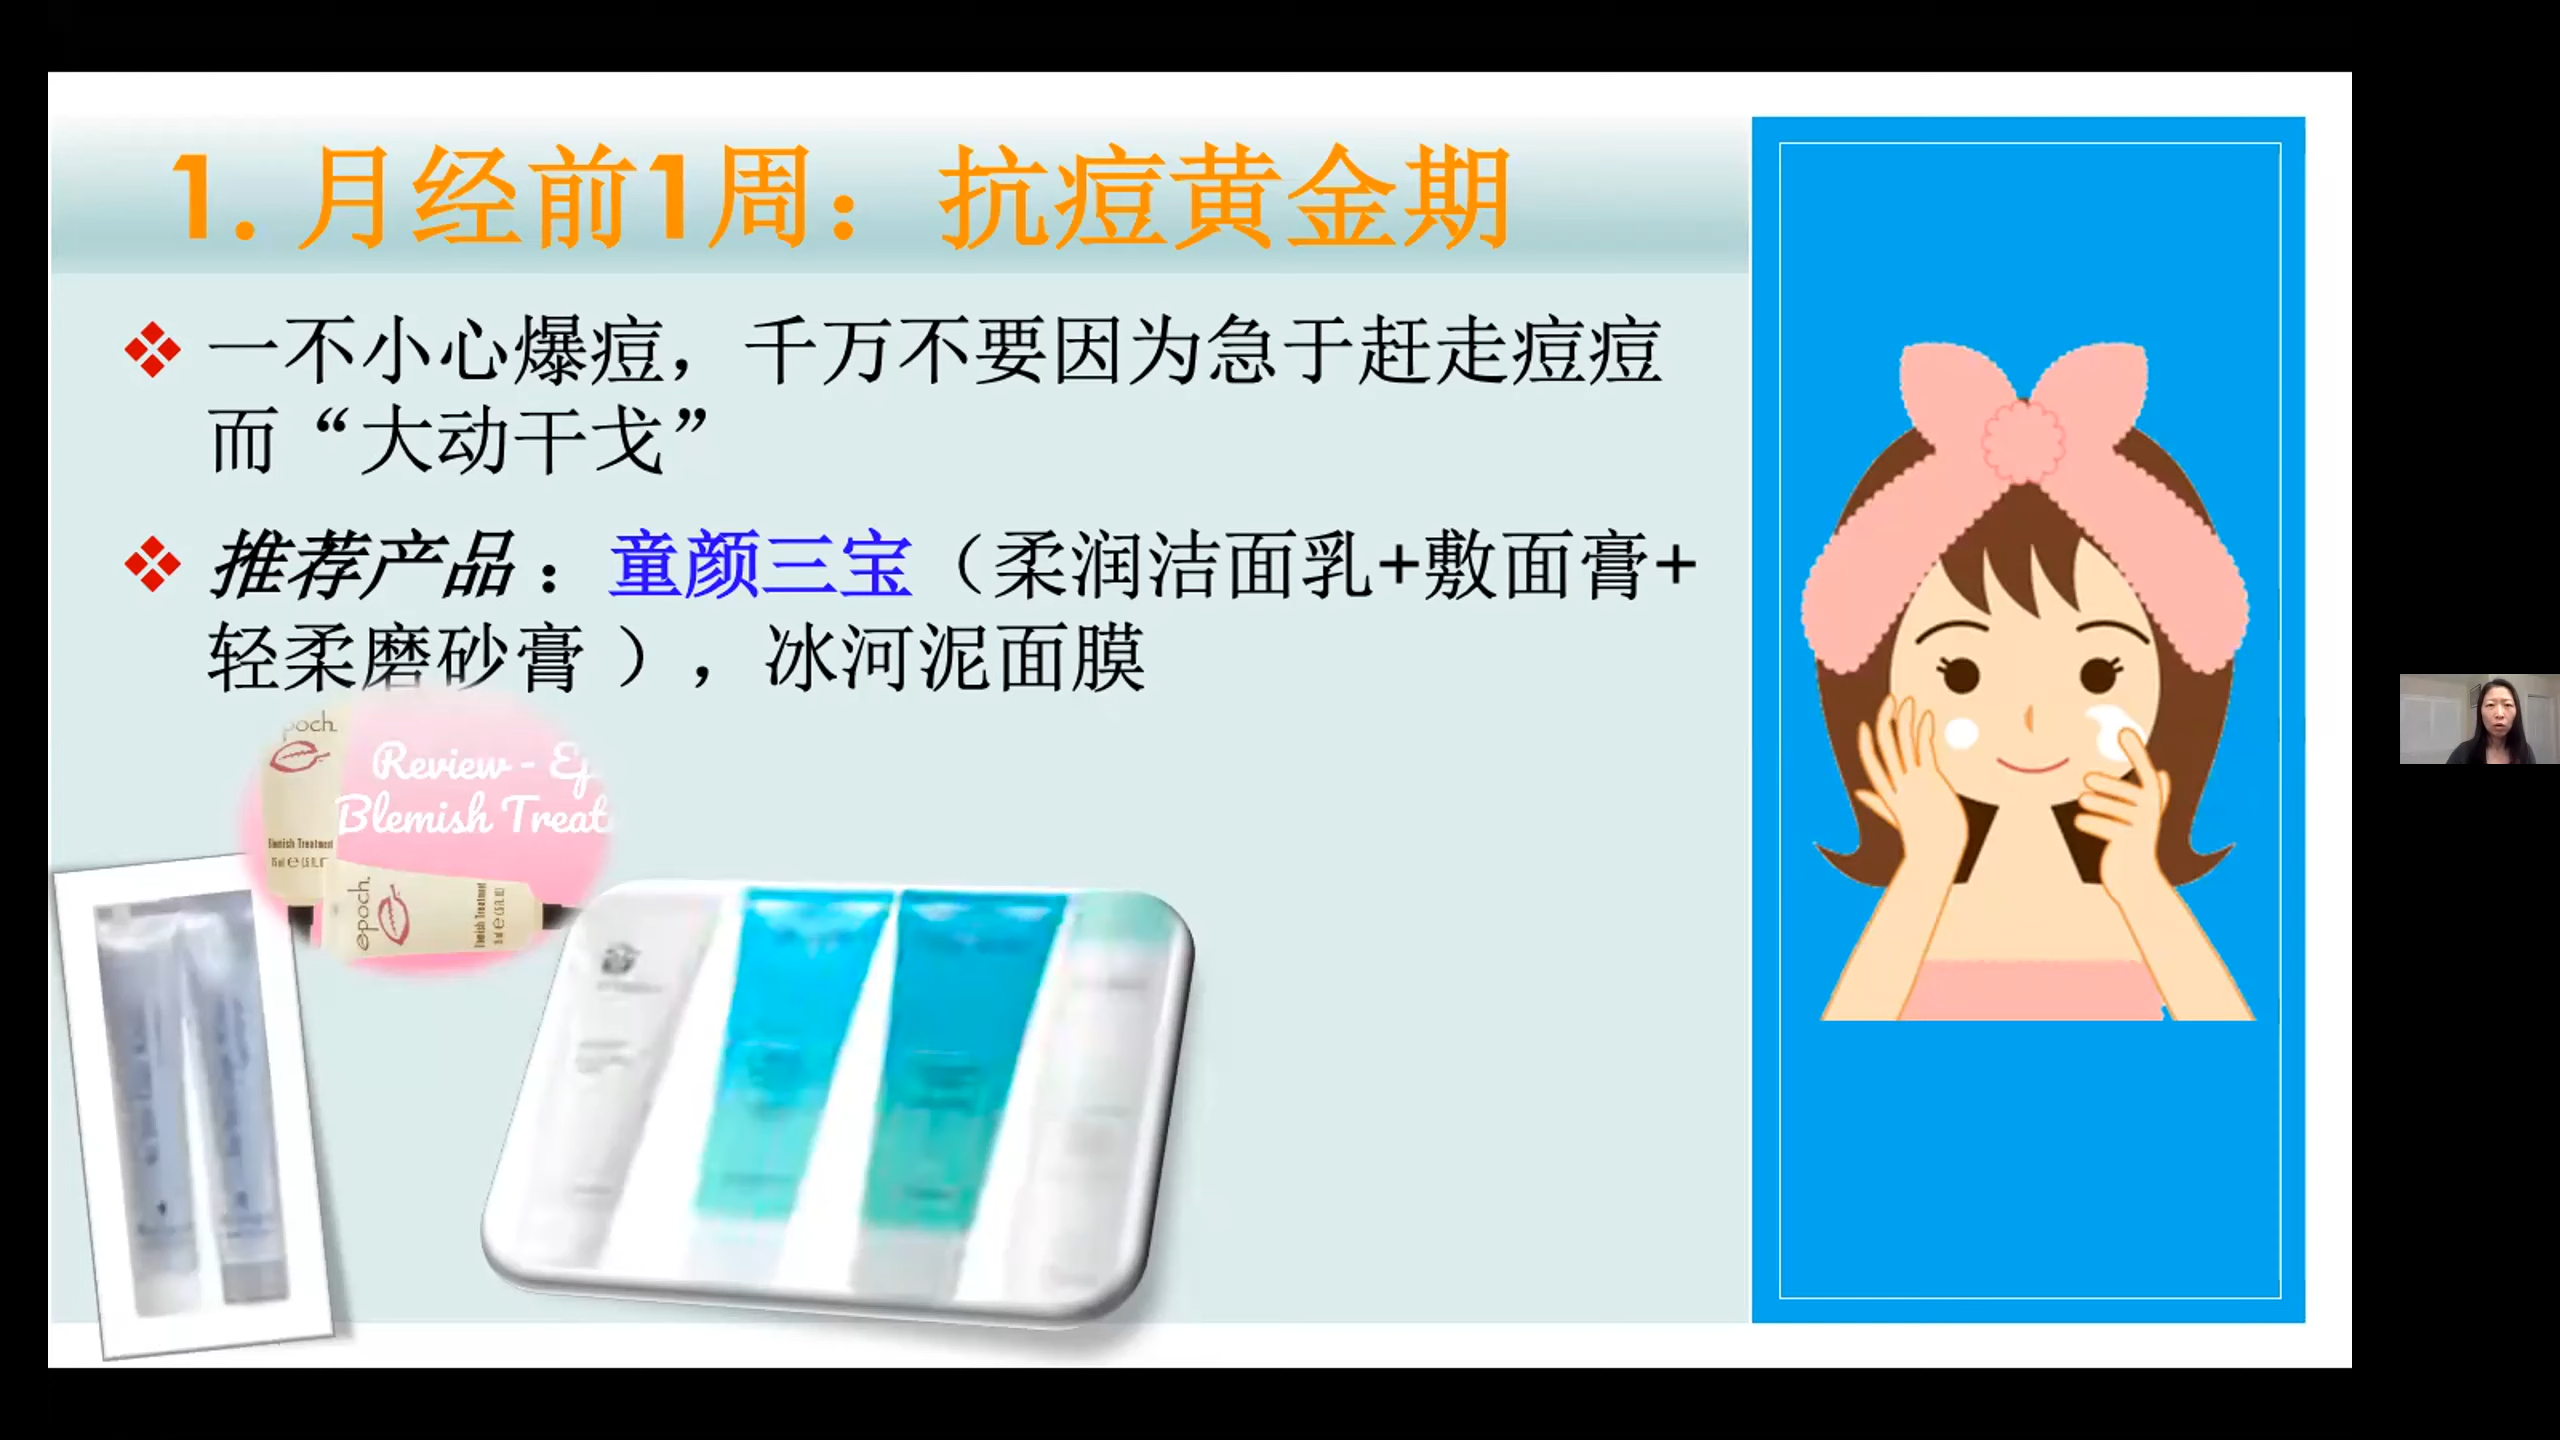 1. 月经前1周：抗痘黄金期
❖ 一不小心爆痘，千万不要因为急于赶走痘痘
而“大动干戈”
❖ 推荐产品：童颜三宝（柔润洁面乳+敷面膏+
轻柔磨砂膏 ），冰河泥面膜
poch.
Review - Ep
Blemish Treat
Blemish Treatment
epoch.
Blemish Treatment